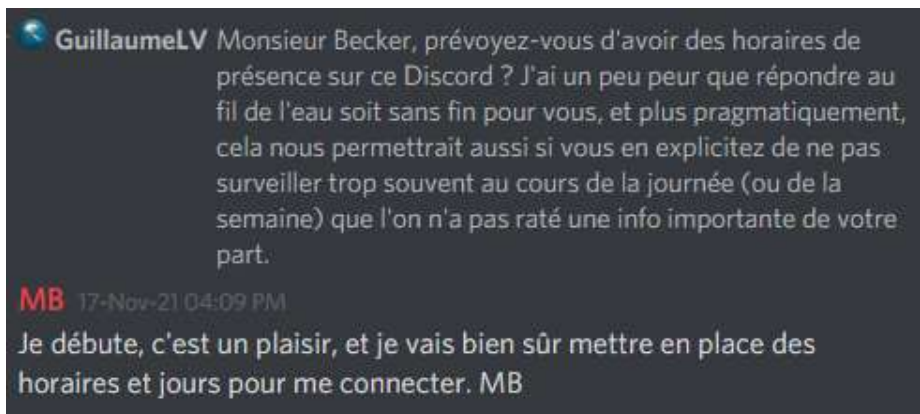 GuillaumeLV Monsieur Becker, prévoyez-vous d'avoir des horaires de
présence sur ce Discord ? J'ai un peu peur que répondre au
fil de l'eau soit sans fin pour vous, et plus pragmatiquement,
cela nous permettrait aussi si vous en explicitez de ne pas
surveiller trop souvent au cours de la journée (ou de la
semaine) que l'on n'a pas raté une info importante de votre
part.
MB 17-Nov-21 04:09 PM
Je débute, c'est un plaisir, et je vais bien sûr mettre en place des
horaires et jours pour me connecter. MB